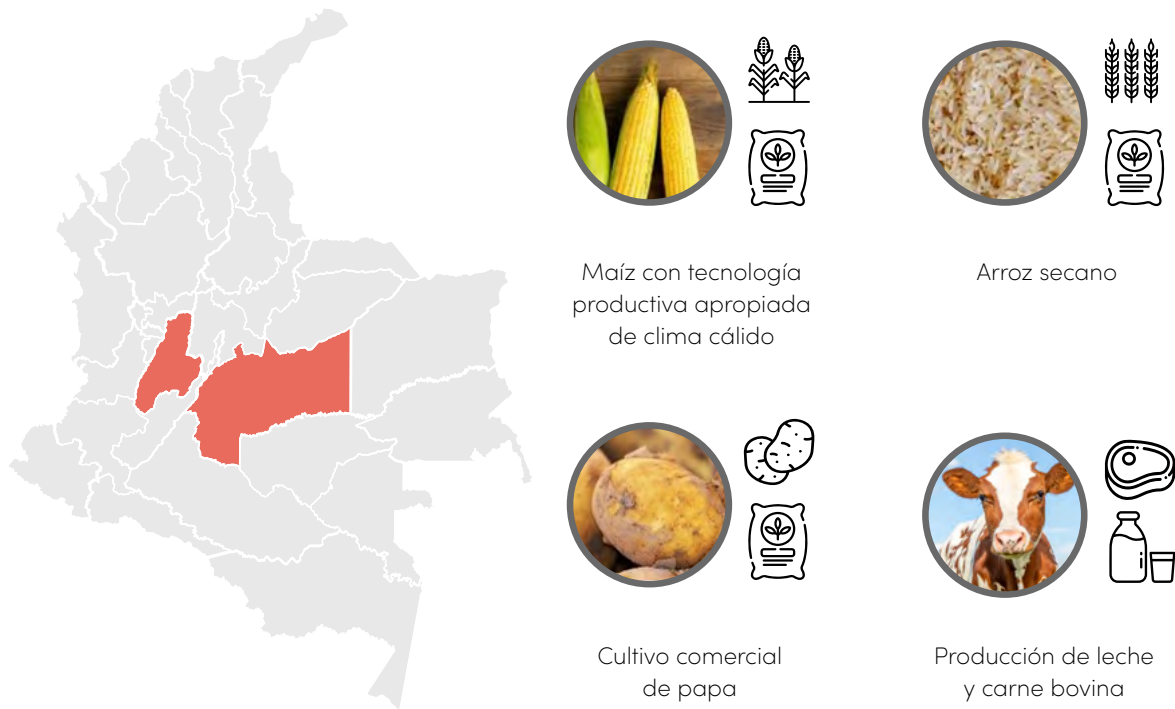 Maíz con tecnología
productiva apropiada
de clima cálido
Arroz secano
Cultivo comercial
de papa
Producción de leche
y carne bovina